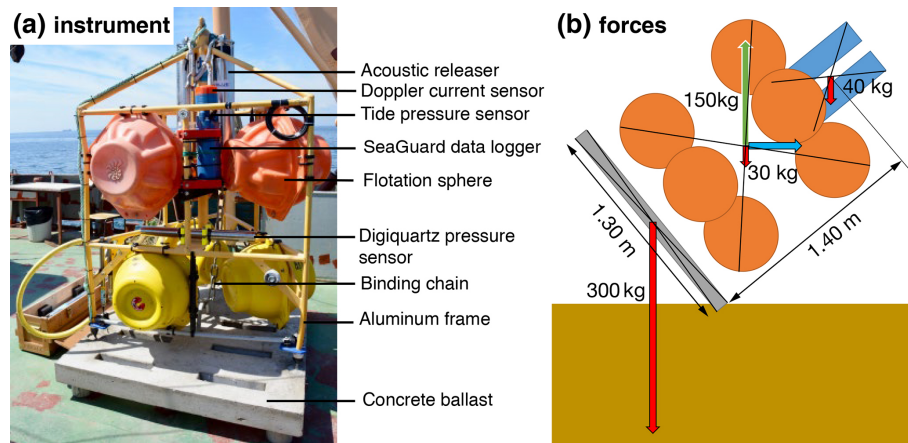 (a) instrument
Acoustic releaser
Doppler current sensor
Tide pressure sensor
SeaGuard data logger
Flotation sphere
Digiquartz pressure
sensor
Binding chain
Aluminum frame
Concrete ballast
(b) forces
150kg
40 kg
30 kg
1.30 m
1.40 m
300 kg